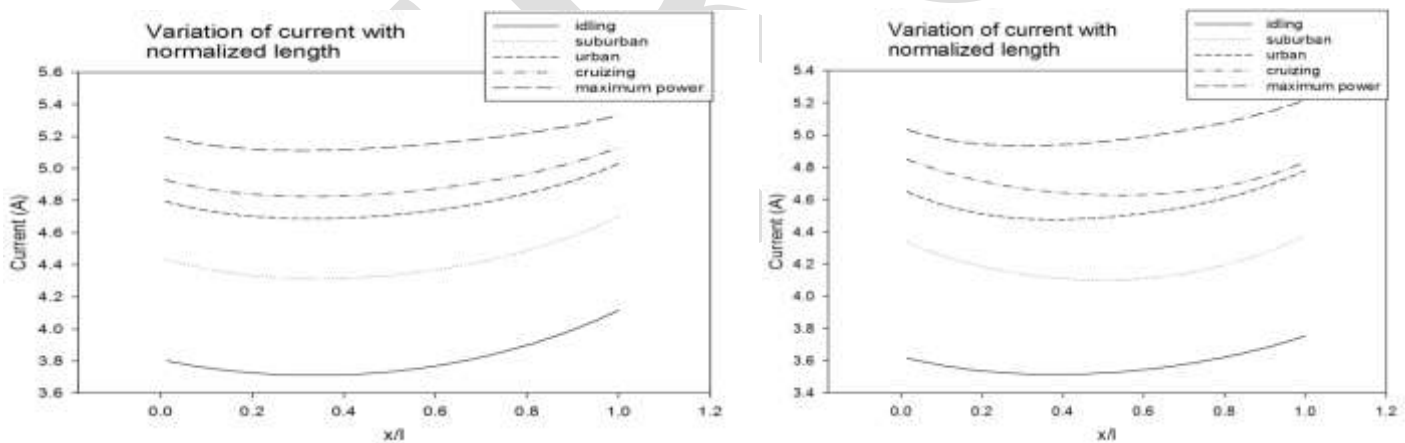 Variation of current with
normalized length
idling
suburban
urban
cruizing
maximum power
5.6
5.4
5.2
5.0
4.8
4.6
4.4
4.2
4.0
3.8
3.6
Current (A)
0.0 0.2 0.4 0.6 0.8 1.0 1.2
x/l
Variation of current with
normalized length
idling
suburban
urban
cruizing
maximum power
5.4
5.2
5.0
4.8
4.6
4.4
4.2
4.0
3.8
3.6
3.4
Current (A)
0.0 0.2 0.4 0.6 0.8 1.0 1.2
x/l